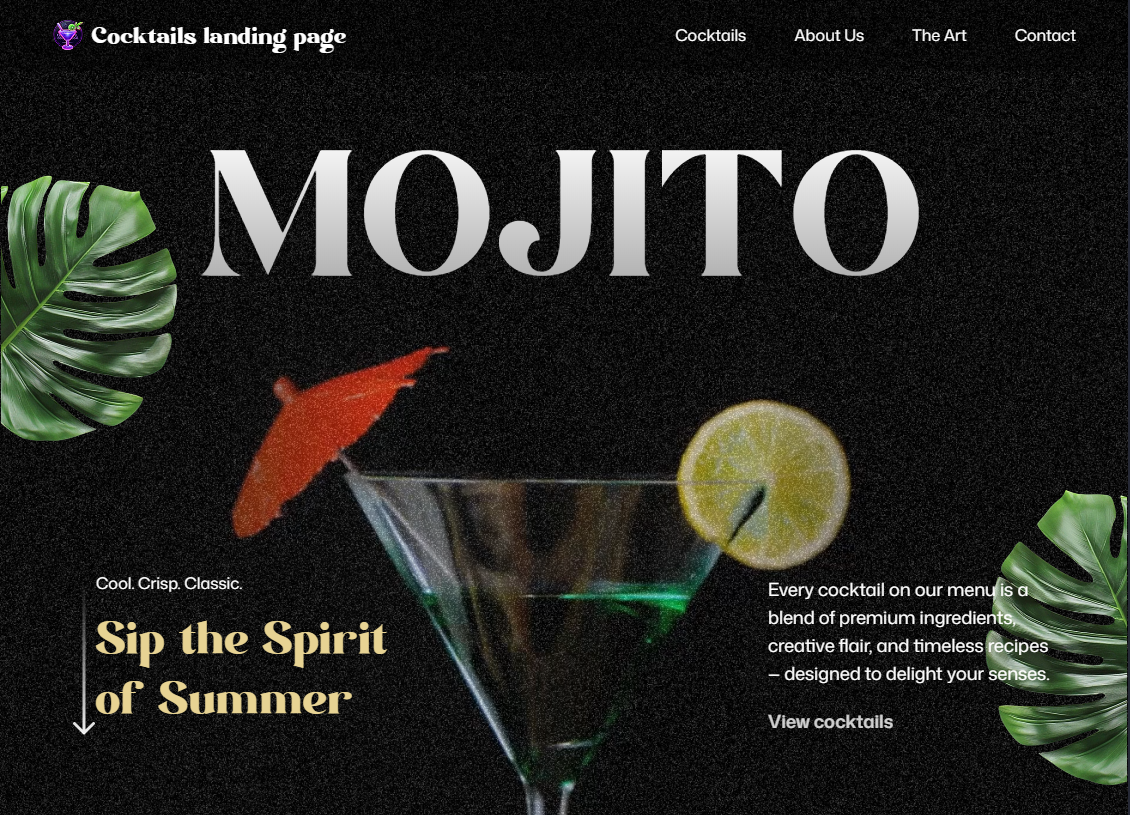 Cocktails landing page
Cocktails
About Us
The Art
Contact
MOJITO
Cool. Crisp. Classic.
Sip the Spirit
of Summer
Every cocktail on our menu is a
blend of premium ingredients,
creative flair, and timeless recipes
– designed to delight your senses.
View cocktails